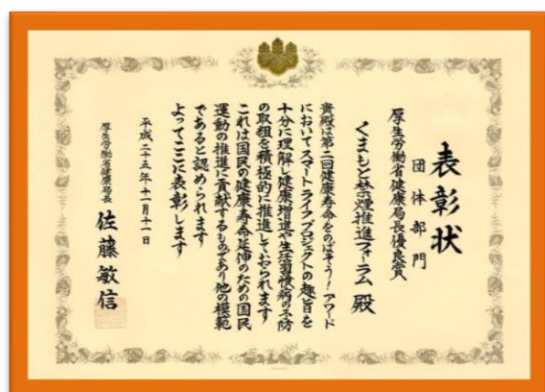 表彰状
団体部門
厚生労働省健康局長優良賞
くまもと禁煙推進フォーラム 殿
貴殿は第二回健康寿命をのばそう!アワード
においてスマートライフプロジェクトの趣旨を
十分に理解し健康増進や生活習慣病の予防
の取組を積極的に推進しておられます
これは国民の健康寿命延伸のための国民
運動の推進に貢献するものであり他の模範
であると認められます
よってここに表彰します
平成二十五年十一月十一日
厚生労働省健康局長 佐藤敏信